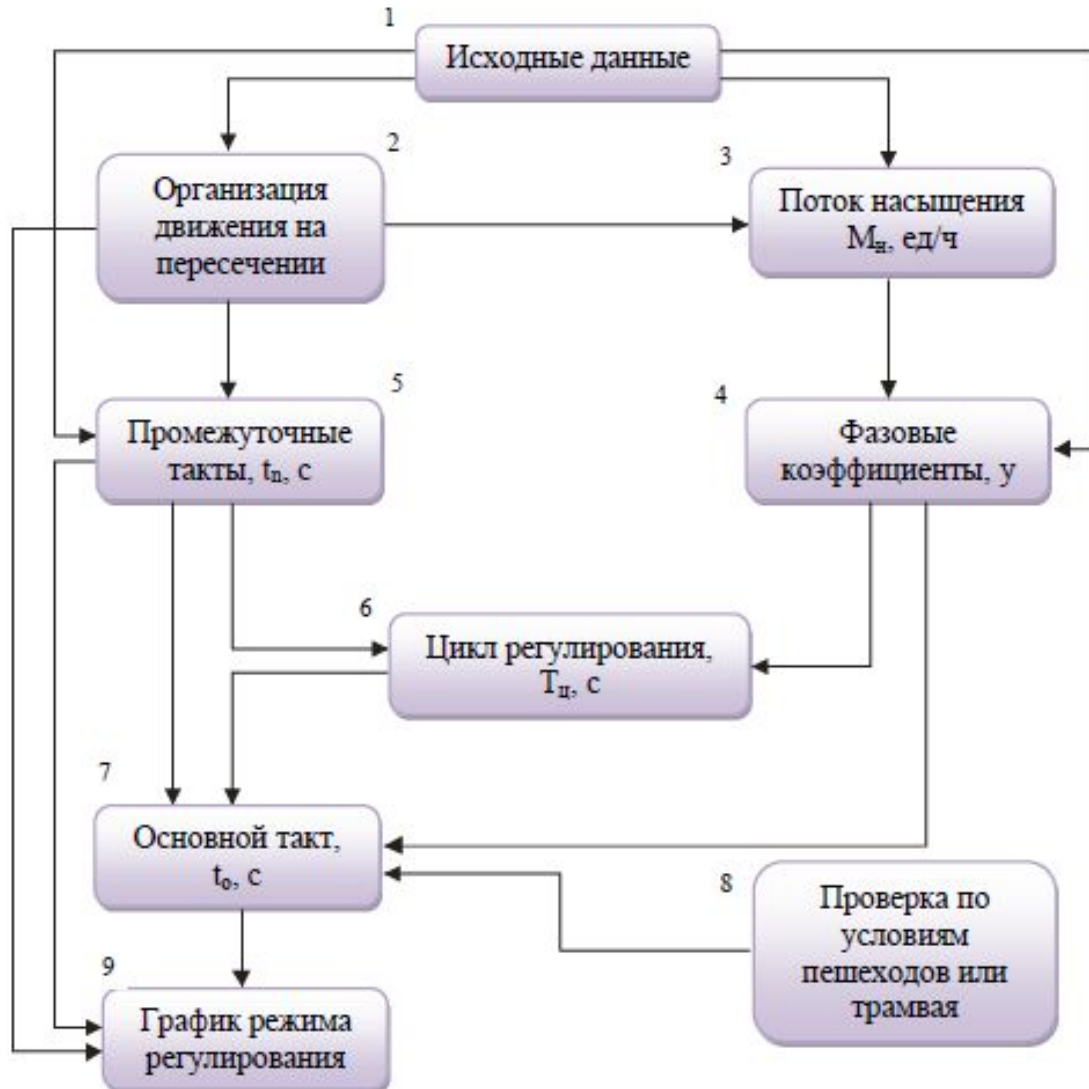 1
Исходные данные
2
Организация
движения на
пересечении
3
Поток насыщения
Мн, ед/ч
5
Промежуточные
такты, tп, с
4
Фазовые
коэффициенты, у
6
Цикл регулирования,
Тц, с
7
Основной такт,
tо, с
8
Проверка по
условиям
пешеходов или
трамвая
9
График режима
регулирования